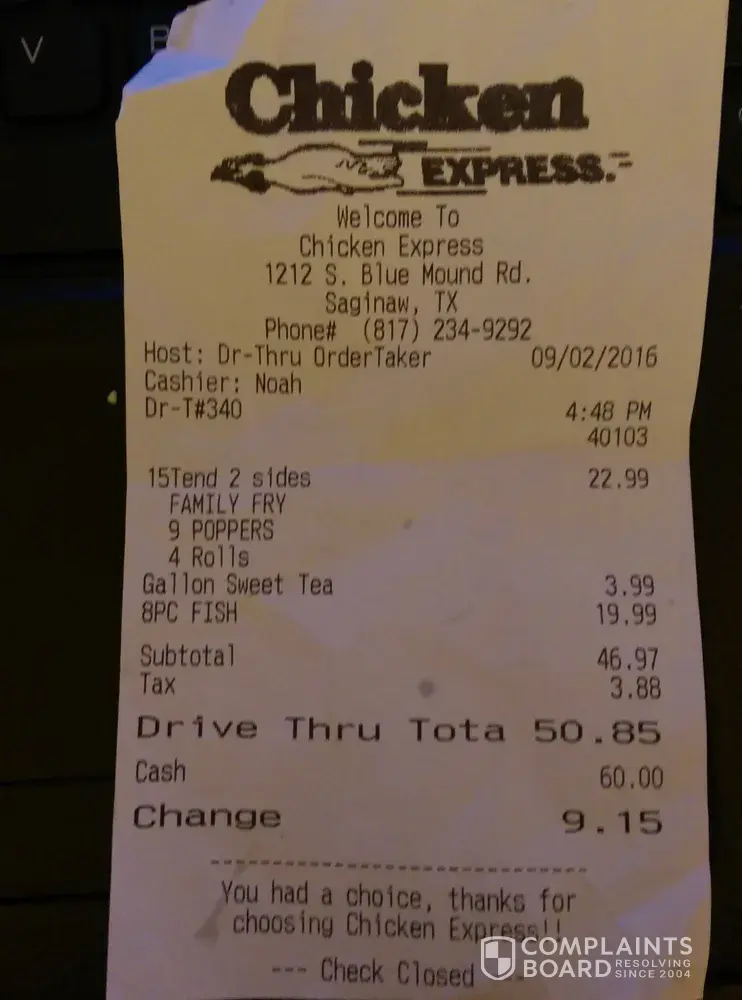 V
Chicken
EXPRESS.
Welcome To
Chicken Express
1212 S. Blue Mound Rd.
Saginaw, TX
Phone# (817) 234-9292
Host: Dr-Thru OrderTaker 09/02/2016
Cashier: Noah
Dr-T#340 4:48 PM
40103
15Tend 2 sides 22.99
FAMILY FRY
9 POPPERS
4 Rolls
Gallon Sweet Tea 3.99
8PC FISH 19.99
Subtotal 46.97
Tax 3.88
Drive Thru Tota 50.85
Cash 60.00
Change 9.15
You had a choice, thanks for
choosing Chicken Express!!
--- Check Closed
COMPLAINTS
BOARD RESOLVING
SINCE 2004